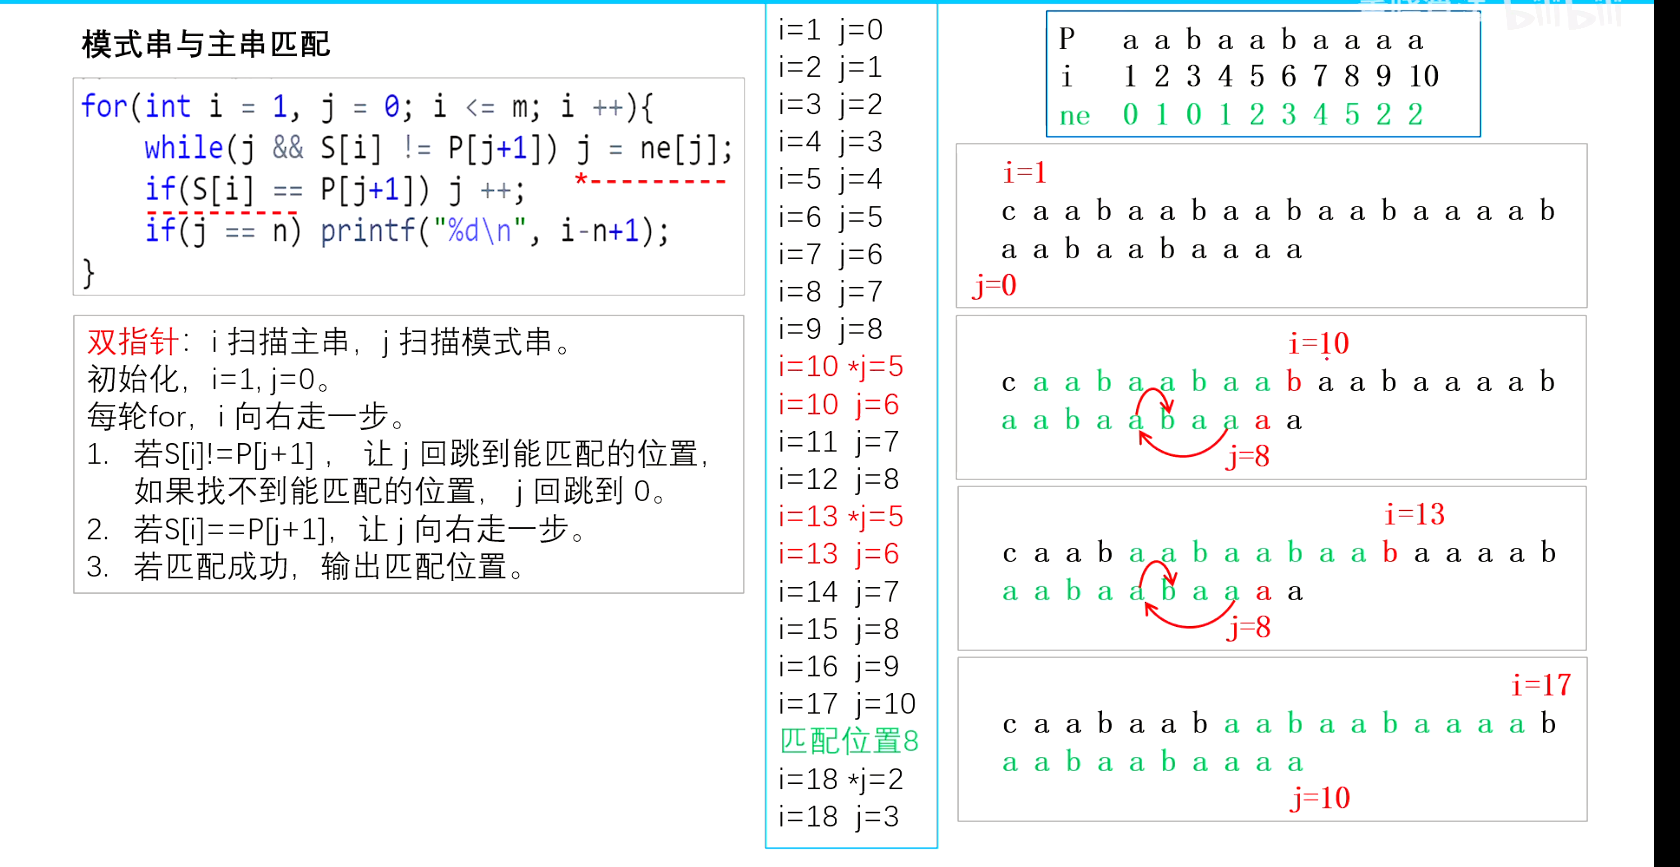 模式串与主串匹配
for(int i = 1, j = 0; i <= m; i ++){
while(j && S[i] != P[j+1]) j = ne[j];
if(S[i] == P[j+1]) j ++;
*
if(j == n) printf("%d\n", i-n+1);
}
双指针：i 扫描主串，j 扫描模式串。
初始化，i=1, j=0。
每轮for，i 向右走一步。
1. 若S[i]!=P[j+1] ， 让 j 回跳到能匹配的位置，
如果找不到能匹配的位置， j 回跳到 0。
2. 若S[i]==P[j+1]，让 j 向右走一步。
3. 若匹配成功，输出匹配位置。
i=1 j=0
i=2 j=1
i=3 j=2
i=4 j=3
i=5 j=4
i=6 j=5
i=7 j=6
i=8 j=7
i=9 j=8
i=10 *j=5
i=10 j=6
i=11 j=7
i=12 j=8
i=13 *j=5
i=13 j=6
i=14 j=7
i=15 j=8
i=16 j=9
i=17 j=10
匹配位置8
i=18 *j=2
i=18 j=3
bilibili
P a a b a a b a a a a
i 1 2 3 4 5 6 7 8 9 10
ne 0 1 0 1 2 3 4 5 2 2
i=1
c a a b a a b a a b a a b a a a a b
a a b a a b a a a a
j=0
i=10
c a a b a a b a a b a a b a a a a b
a a b a a b a a a a
j=8
i=13
c a a b a a b a a b a a b a a a a b
a a b a a b a a a a
j=8
i=17
c a a b a a b a a b a a b a a a a b
a a b a a b a a a a
j=10